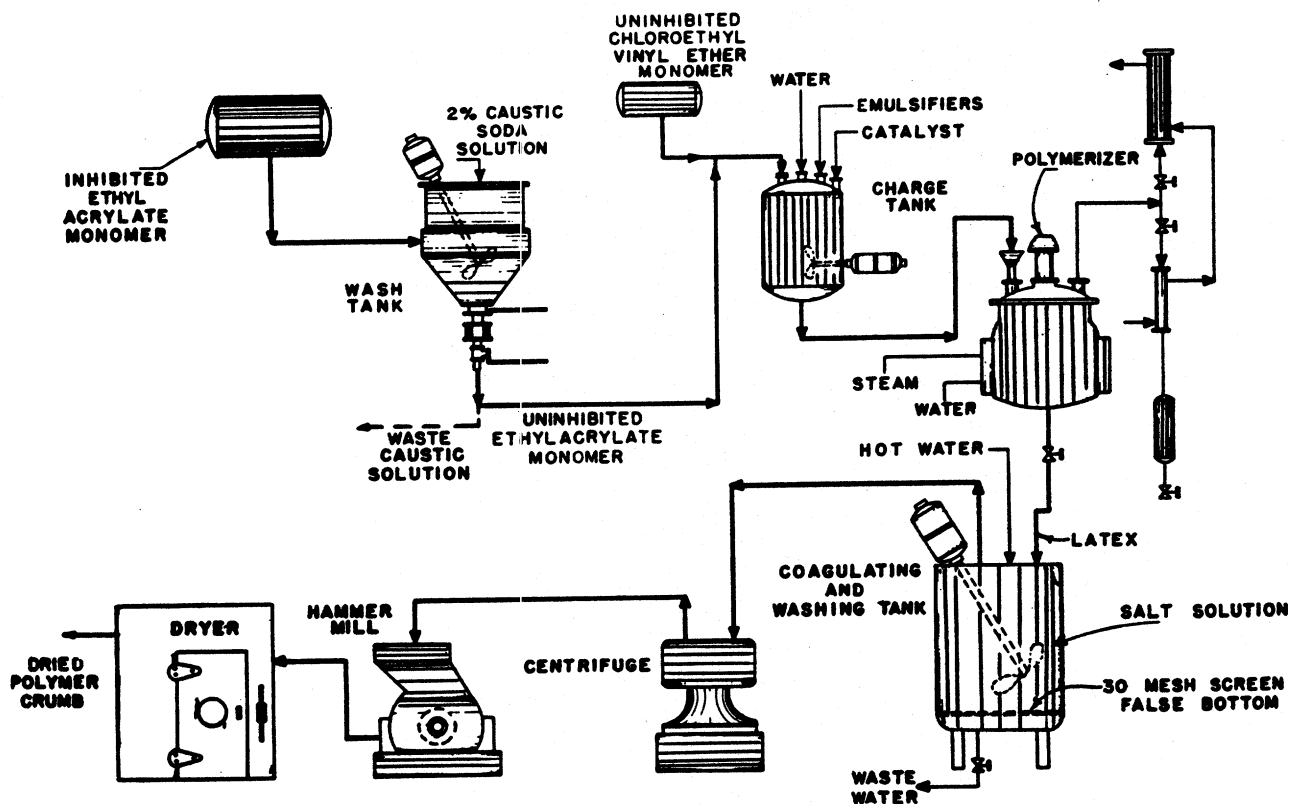 UNINHIBITED
CHLOROETHYL
VINYL ETHER
MONOMER
WATER
EMULSIFIERS
CATALYST
2% CAUSTIC
SODA
SOLUTION
POLYMERIZER
INHIBITED
ETHYL
ACRYLATE
MONOMER
CHARGE
TANK
WASH
TANK
STEAM
WATER
UNINHIBITED
ETHYLACRYLATE
MONOMER
WASTE
CAUSTIC
SOLUTION
HOT WATER
LATEX
COAGULATING
AND
WASHING TANK
SALT SOLUTION
HAMMER
MILL
DRYER
CENTRIFUGE
DRIED
POLYMER
CRUMB
30 MESH SCREEN
FALSE BOTTOM
WASTE
WATER